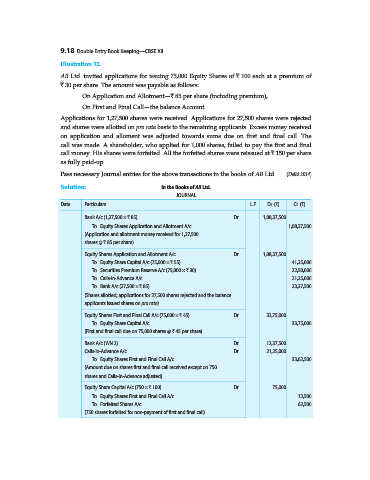 9.18 Double Entry Book Keeping—CBSE XII
Illustration 12.
AB Ltd. invited applications for issuing 75,000 Equity Shares of ₹ 100 each at a premium of
₹ 30 per share. The amount was payable as follows:
On Application and Allotment—₹ 85 per share (including premium),
On First and Final Call—the balance Amount.
Applications for 1,27,500 shares were received. Applications for 27,500 shares were rejected
and shares were allotted on pro rata basis to the remaining applicants. Excess money received
on application and allotment was adjusted towards sums due on first and final call. The
call was made. A shareholder, who applied for 1,000 shares, failed to pay the first and final
call money. His shares were forfeited. All the forfeited shares were reissued at ₹ 150 per share
as fully paid-up.
Pass necessary Journal entries for the above transactions in the books of AB Ltd.
Solution:
In the Books of AB Ltd.
JOURNAL
Date Particulars L.F. Dr. (₹) Cr. (₹)
Bank A/c (1,27,500 × ₹ 85) ...Dr. 1,08,37,500
To Equity Shares Application and Allotment A/c 1,08,37,500
(Application and allotment money received for 1,27,500
shares @ ₹ 85 per share)
Equity Shares Application and Allotment A/c ...Dr. 1,08,37,500
To Equity Share Capital A/c (75,000 × ₹ 55) 41,25,000
To Securities Premium Reserve A/c (75,000 × ₹ 30) 22,50,000
To Calls-in-Advance A/c 21,25,000
To Bank A/c (27,500 × ₹ 85) 23,37,500
(Shares allotted; applications for 27,500 shares rejected and the balance
applicants issued shares on pro rata)
Equity Shares First and Final Call A/c (75,000 × ₹ 45) ...Dr. 33,75,000
To Equity Share Capital A/c 33,75,000
(First and final call due on 75,000 shares @ ₹ 45 per share)
Bank A/c (WN 2) ...Dr.
Calls-in-Advance A/c ...Dr. 21,25,000
To Equity Shares First and Final Call A/c
(Amount due on shares first and final call received except on 750
shares and Calls-in-Advance adjusted)
Equity Share Capital A/c (750 × ₹ 100) ...Dr. 75,000
To Equity Shares First and Final Call A/c
To Forfeited Shares A/c
(750 shares forfeited for non-payment of first and final call)